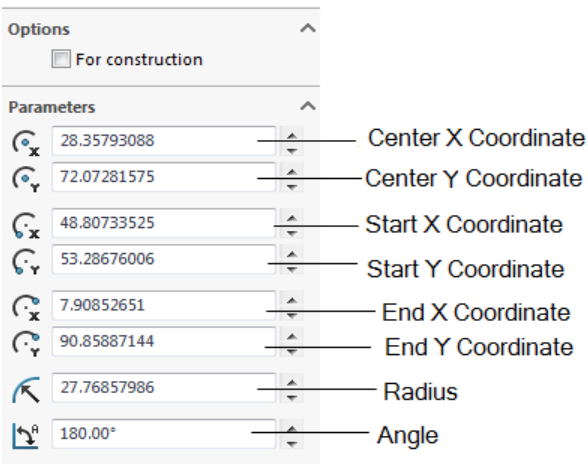 Options
For construction
Parameters
28.35793088 Center X Coordinate
72.07281575 Center Y Coordinate
48.80733525 Start X Coordinate
53.28676006 Start Y Coordinate
7.90852651 End X Coordinate
90.85887144 End Y Coordinate
27.76857986 Radius
180.00° Angle